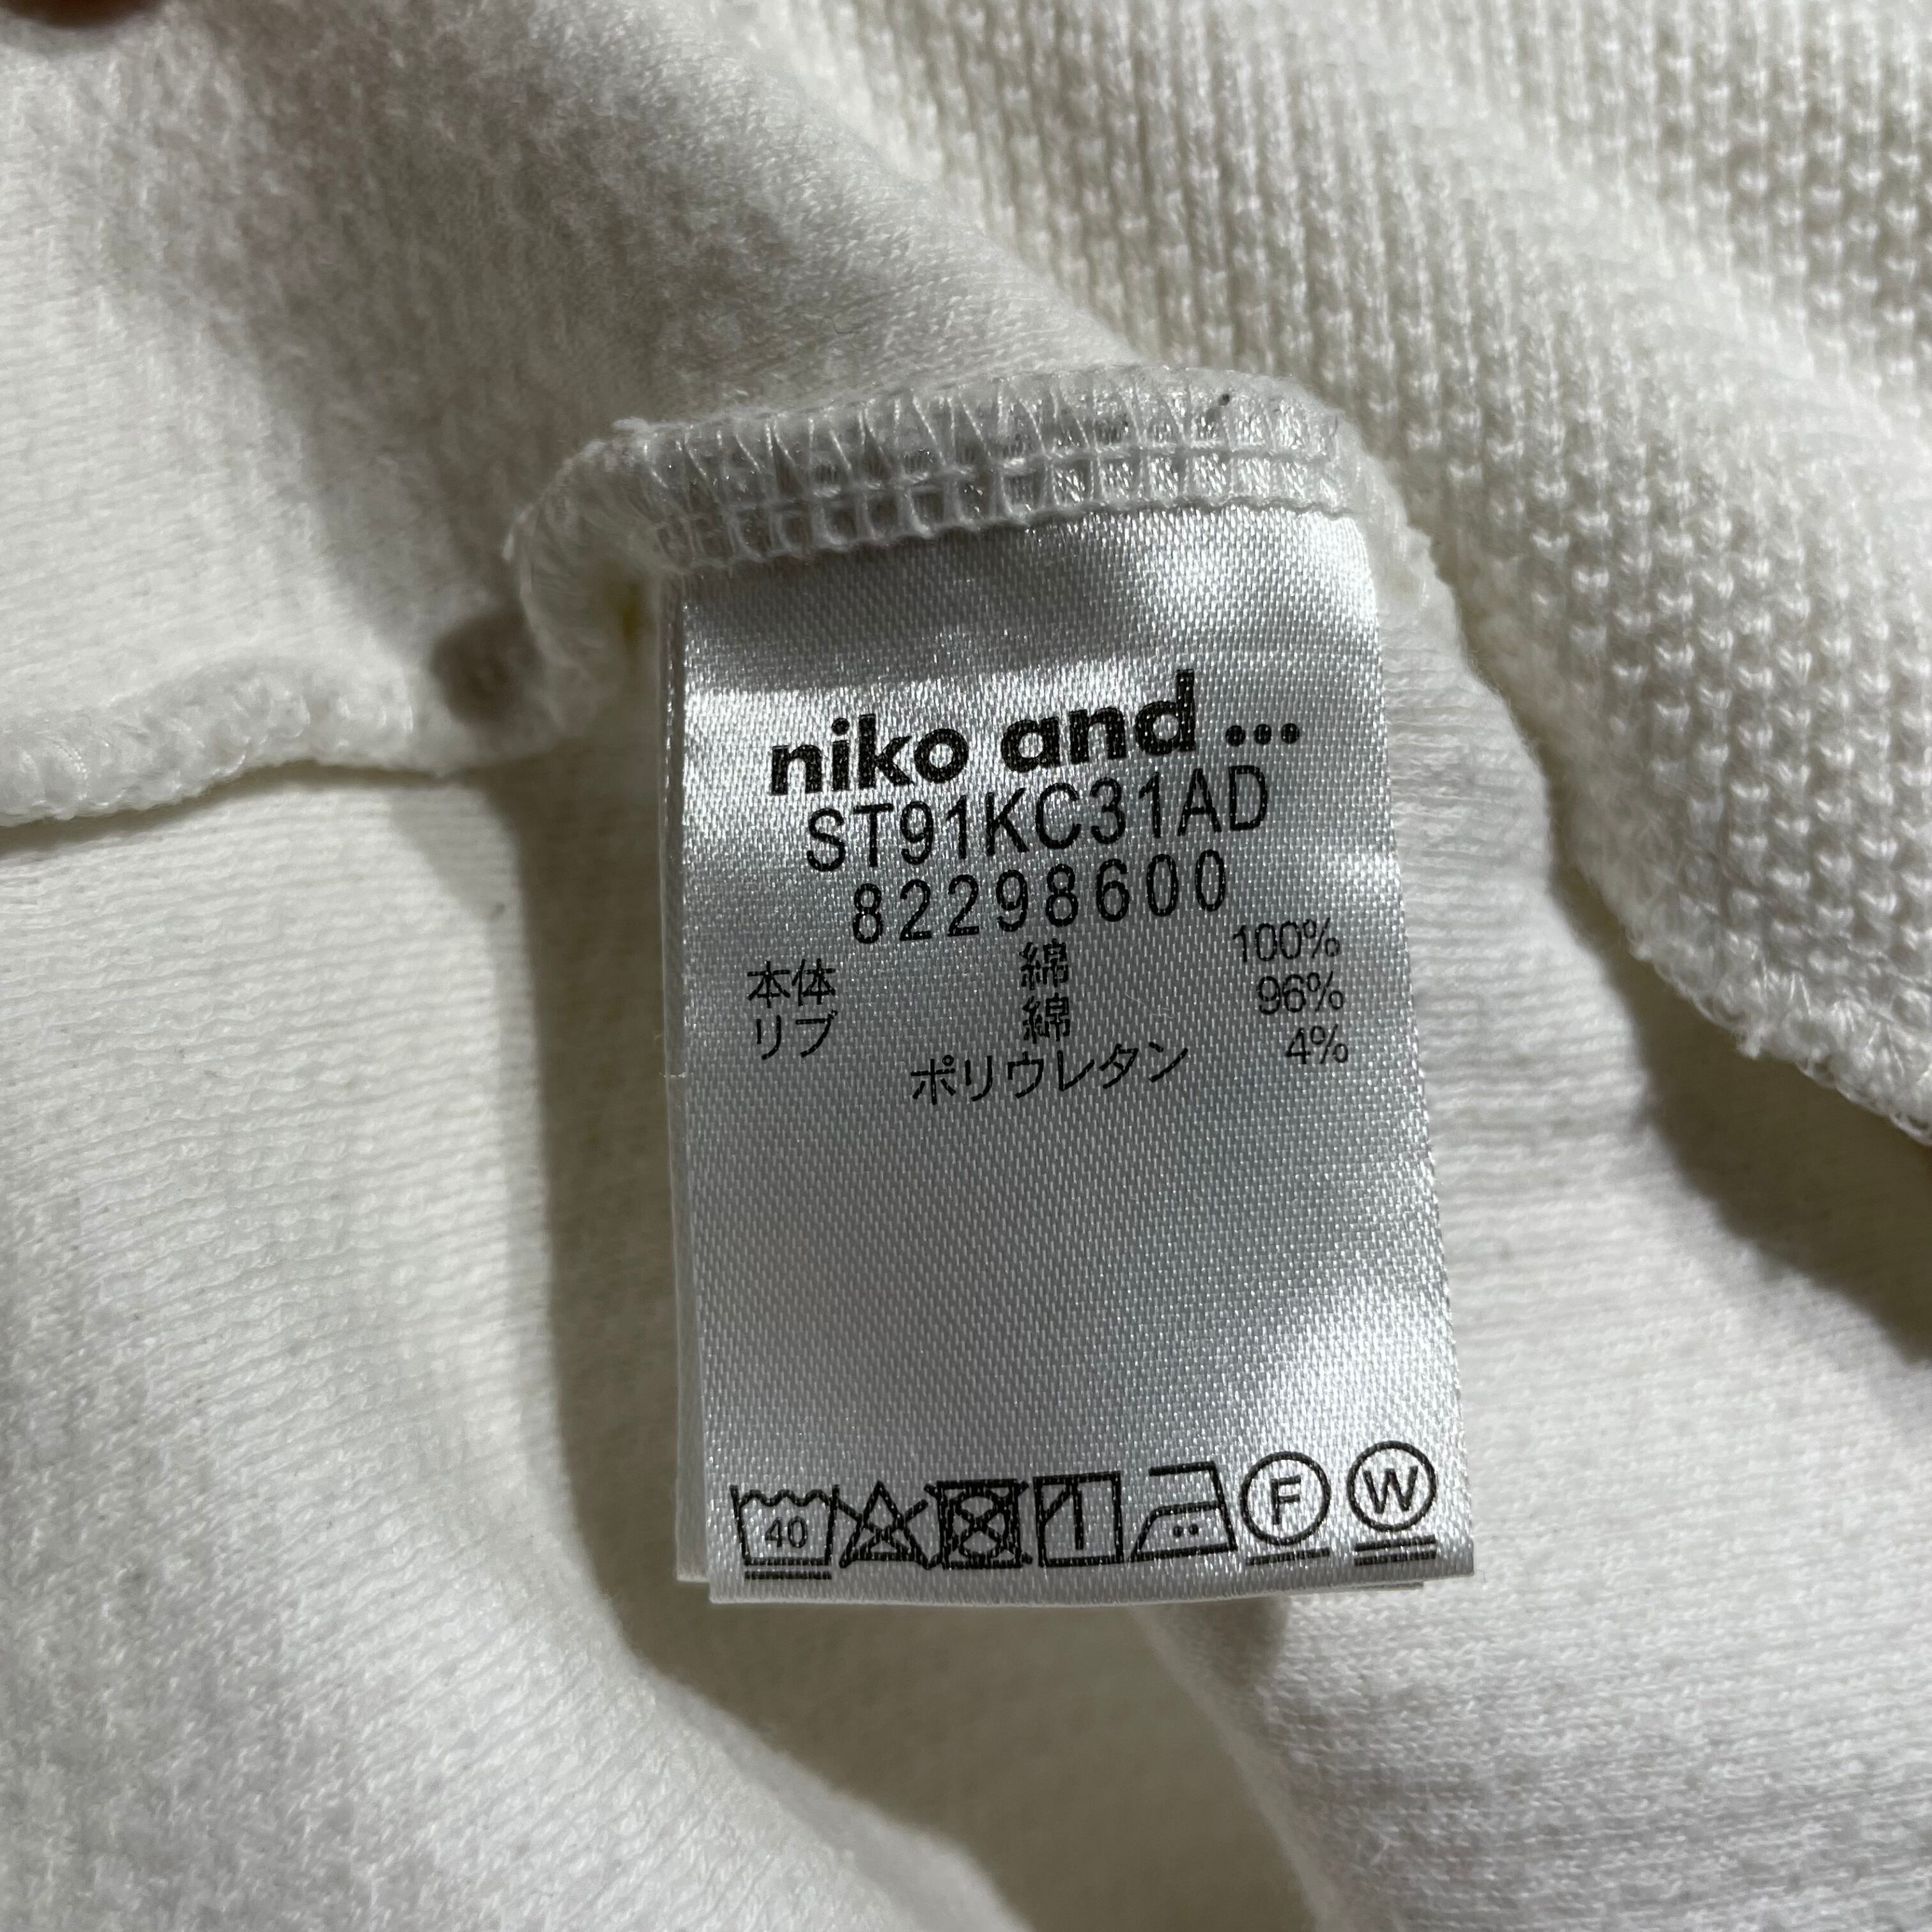 niko and ...
ST91KC31AD
82298600
本体 綿 100%
リブ 綿 96%
ポリウレタン 4%
40 F W